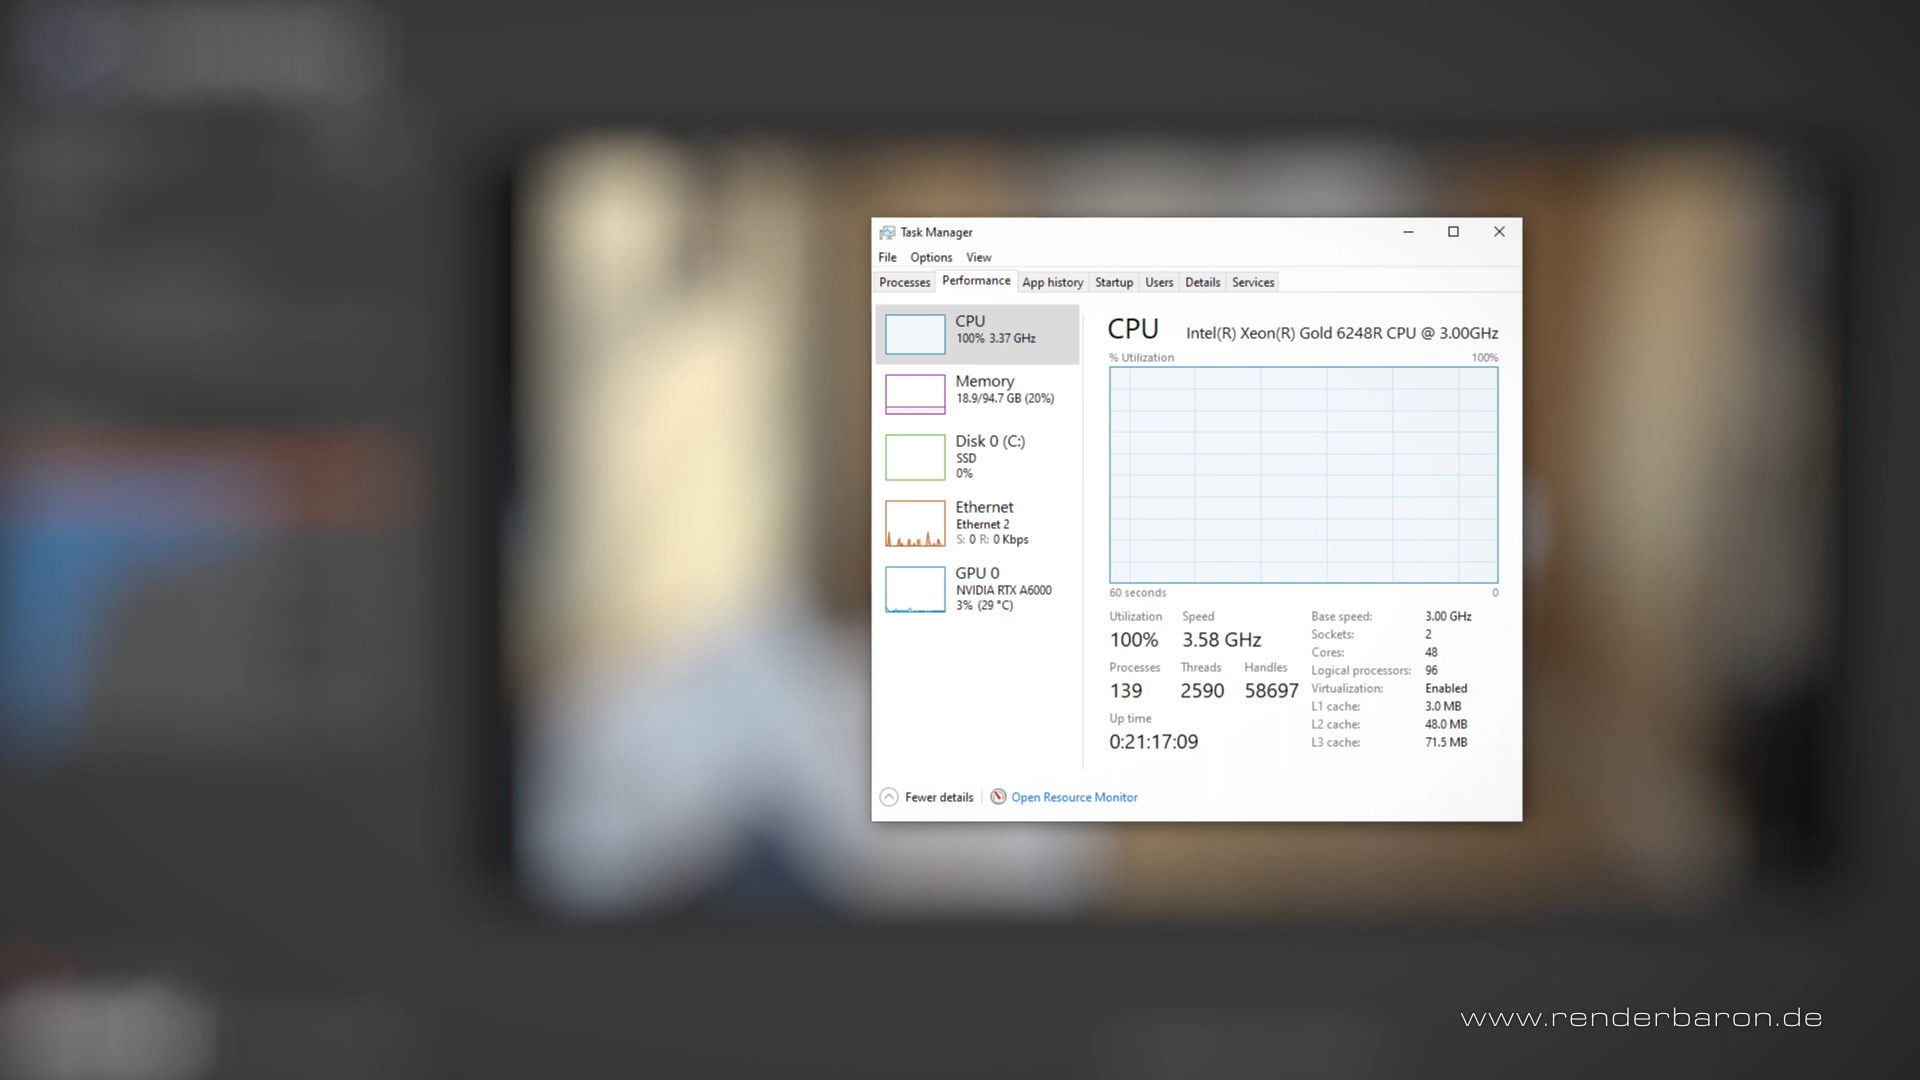 Task Manager
File Options View
Processes Performance App history Startup Users Details Services
CPU
100% 3.37 GHz
Memory
18.9/94.7 GB (20%)
Disk 0 (C:)
SSD
0%
Ethernet
Ethernet 2
S: 0 R: 0 Kbps
GPU 0
NVIDIA RTX A6000
3% (29 °C)
CPU Intel(R) Xeon(R) Gold 6248R CPU @ 3.00GHz
% Utilization 100%
60 seconds 0
Utilization Speed
100% 3.58 GHz
Processes Threads Handles
139 2590 58697
Up time
0:21:17:09
Base speed: 3.00 GHz
Sockets: 2
Cores: 48
Logical processors: 96
Virtualization: Enabled
L1 cache: 3.0 MB
L2 cache: 48.0 MB
L3 cache: 71.5 MB
Fewer details Open Resource Monitor
www.renderbaron.de